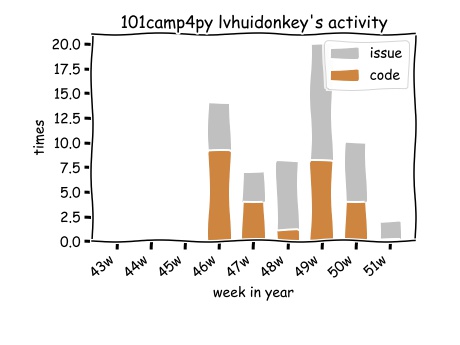 101camp4py lvhuidonkey's activity
issue
code
times
20.0
17.5
15.0
12.5
10.0
7.5
5.0
2.5
0.0
43w 44w 45w 46w 47w 48w 49w 50w 51w
week in year